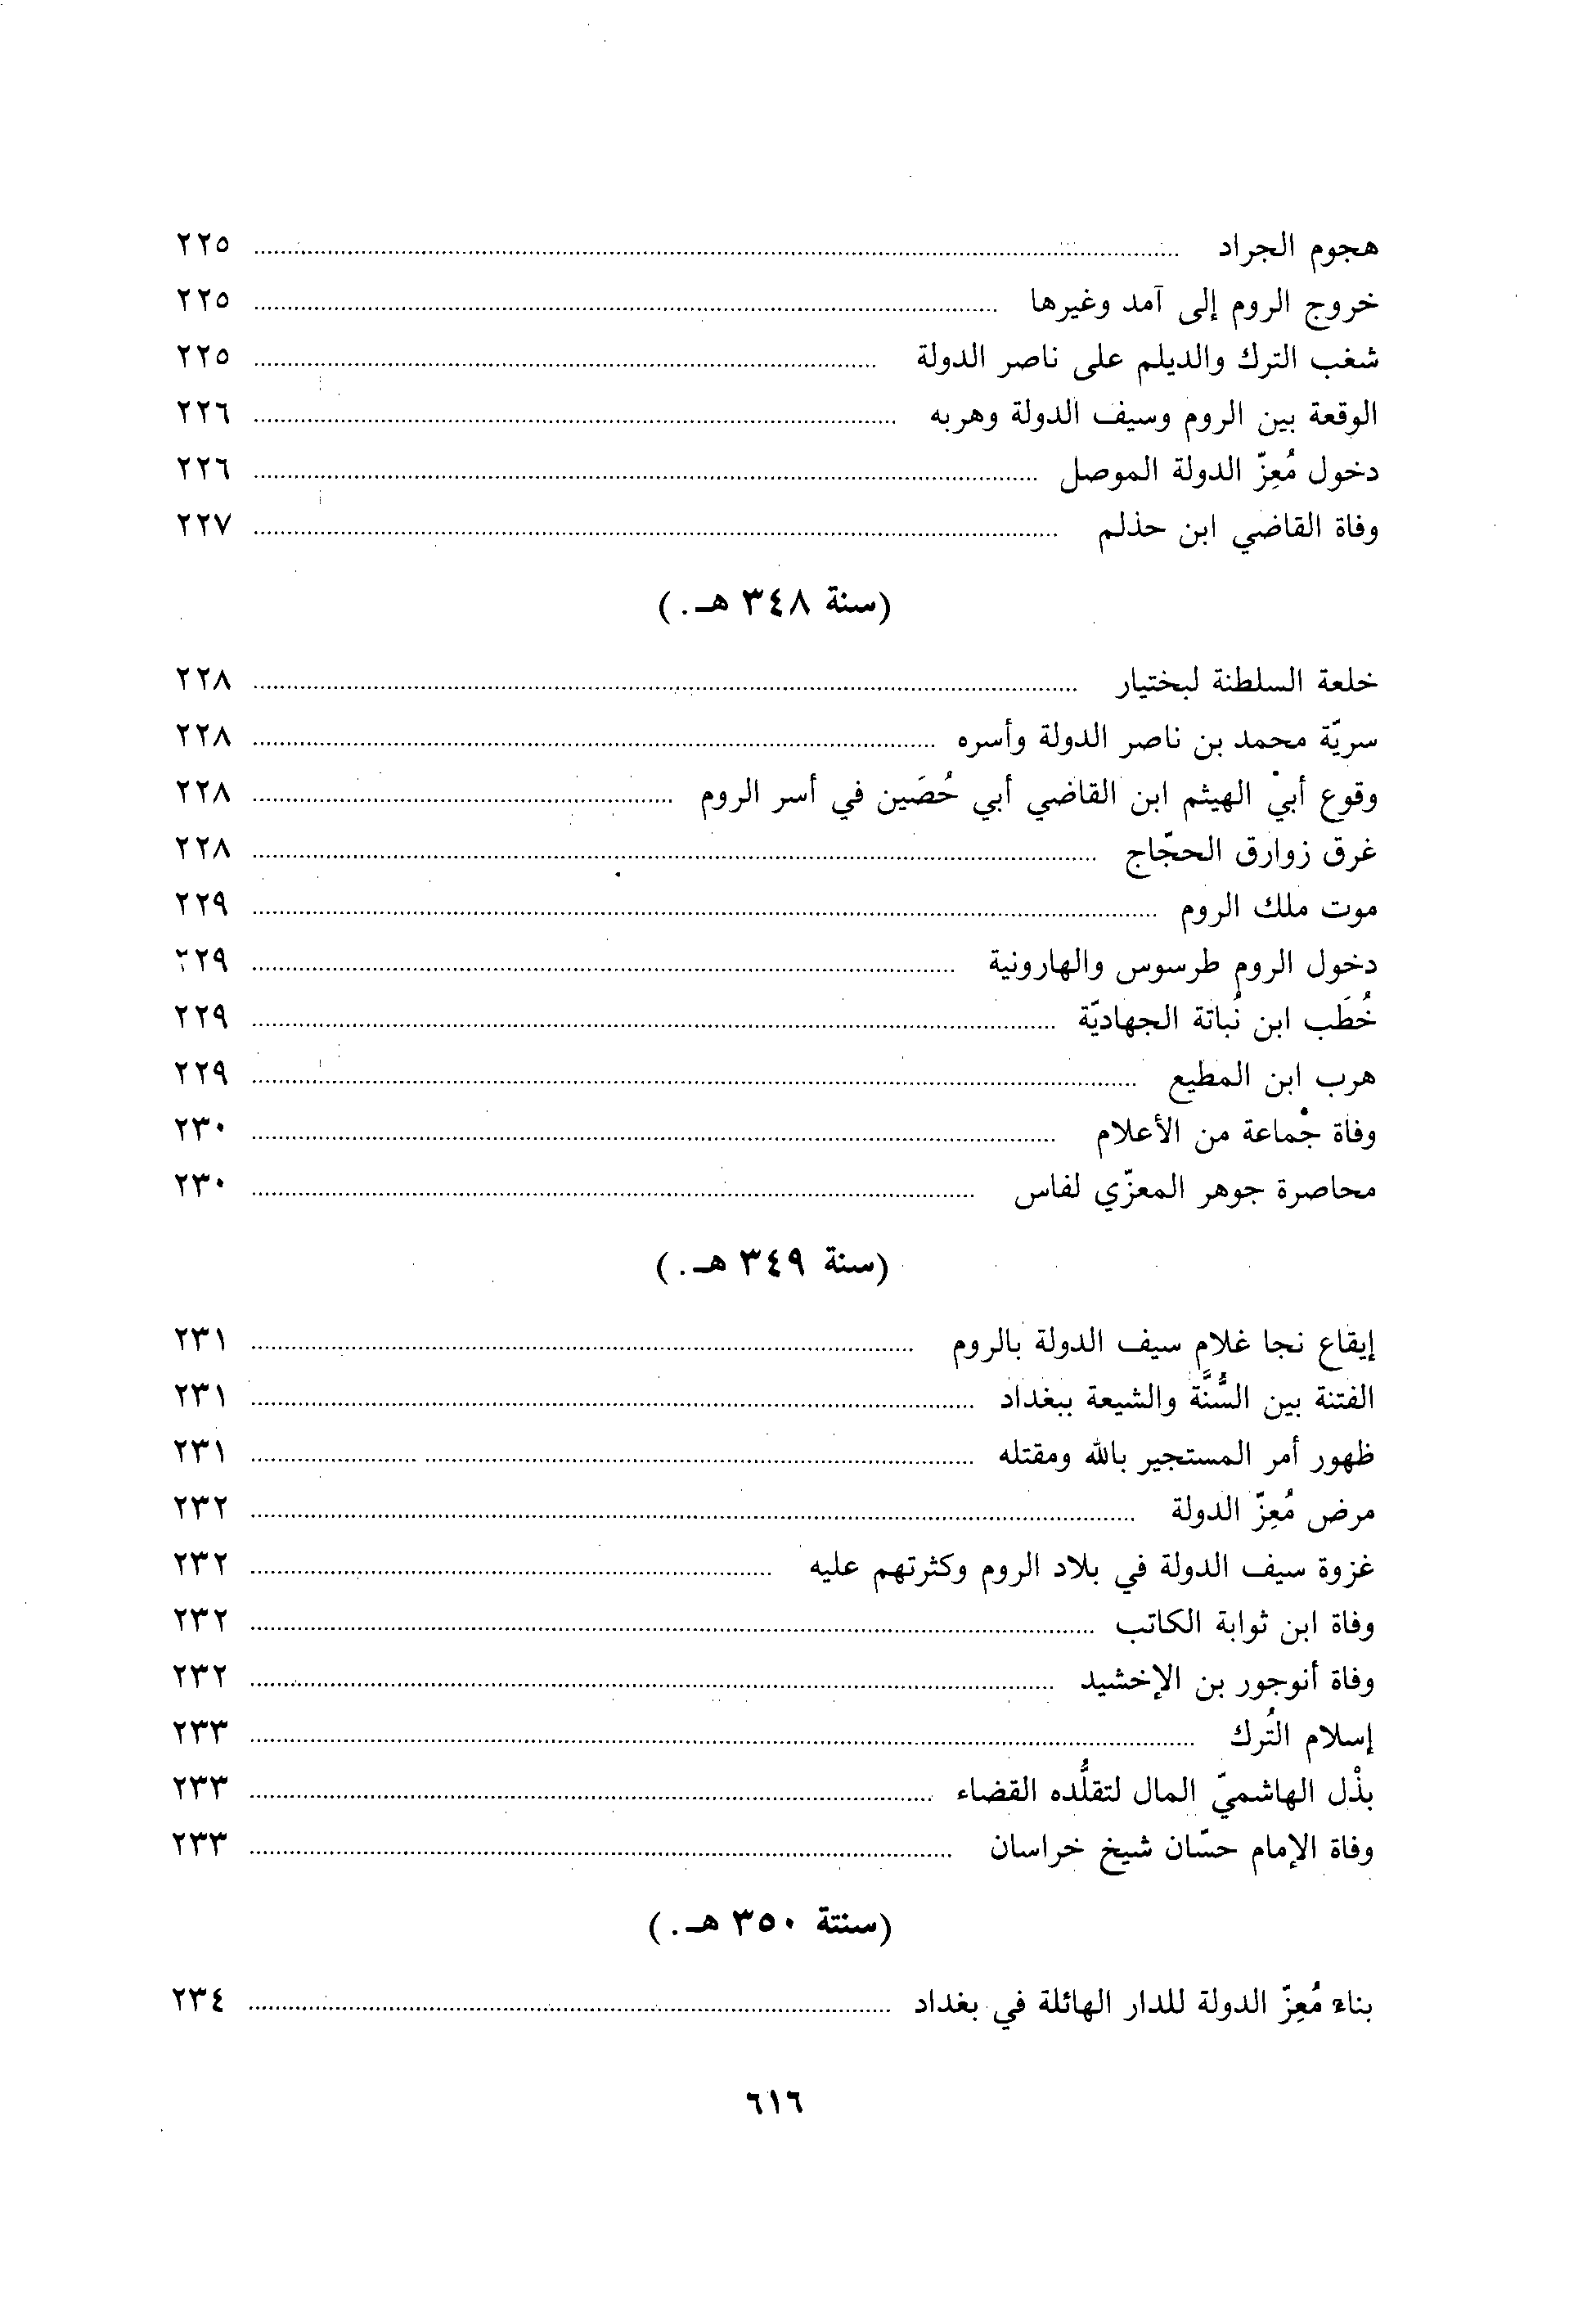 هجوم الجراد ........ ٢٢٥
خروج الروم إلى آمد وغيرها ........ ٢٢٥
شغب الترك والديلم على ناصر الدولة ........ ٢٢٥
الوقعة بين الروم وسيف الدولة وهربه ........ ٢٢٦
دخول مُعِزّ الدولة الموصل ........ ٢٢٦
وفاة القاضي ابن حذلم ........ ٢٢٧
(سنة ٣٤٨ هـ.)
خلعة السلطنة لبختيار ........ ٢٢٨
سريّة محمد بن ناصر الدولة وأسره ........ ٢٢٨
وقوع أبي الهيثم ابن القاضي أبي حُصَين في أسر الروم ........ ٢٢٨
غرق زوارق الحجّاج ........ ٢٢٨
موت ملك الروم ........ ٢٢٩
دخول الروم طرسوس والهارونية ........ ٢٢٩
خُطَب ابن نُباتة الجهاديّة ........ ٢٢٩
هرب ابن المطيع ........ ٢٢٩
وفاة جماعة من الأعلام ........ ٢٣٠
محاصرة جوهر المعزّي لفاس ........ ٢٣٠
(سنة ٣٤٩ هـ.)
إيقاع نجا غلام سيف الدولة بالروم ........ ٢٣١
الفتنة بين السُّنَّة والشيعة ببغداد ........ ٢٣١
ظهور أمر المستجير بالله ومقتله ........ ٢٣١
مرض مُعِزّ الدولة ........ ٢٣٢
غزوة سيف الدولة في بلاد الروم وكثرتهم عليه ........ ٢٣٢
وفاة ابن ثوابة الكاتب ........ ٢٣٢
وفاة أنوجور بن الإخشيد ........ ٢٣٢
إسلام التُرك ........ ٢٣٣
بذْل الهاشميّ المال لتقلُّده القضاء ........ ٢٣٣
وفاة الإمام حسّان شيخ خراسان ........ ٢٣٣
(سنتة ٣٥٠ هـ.)
بناء مُعِزّ الدولة للدار الهائلة في بغداد ........ ٢٣٤
٦١٦